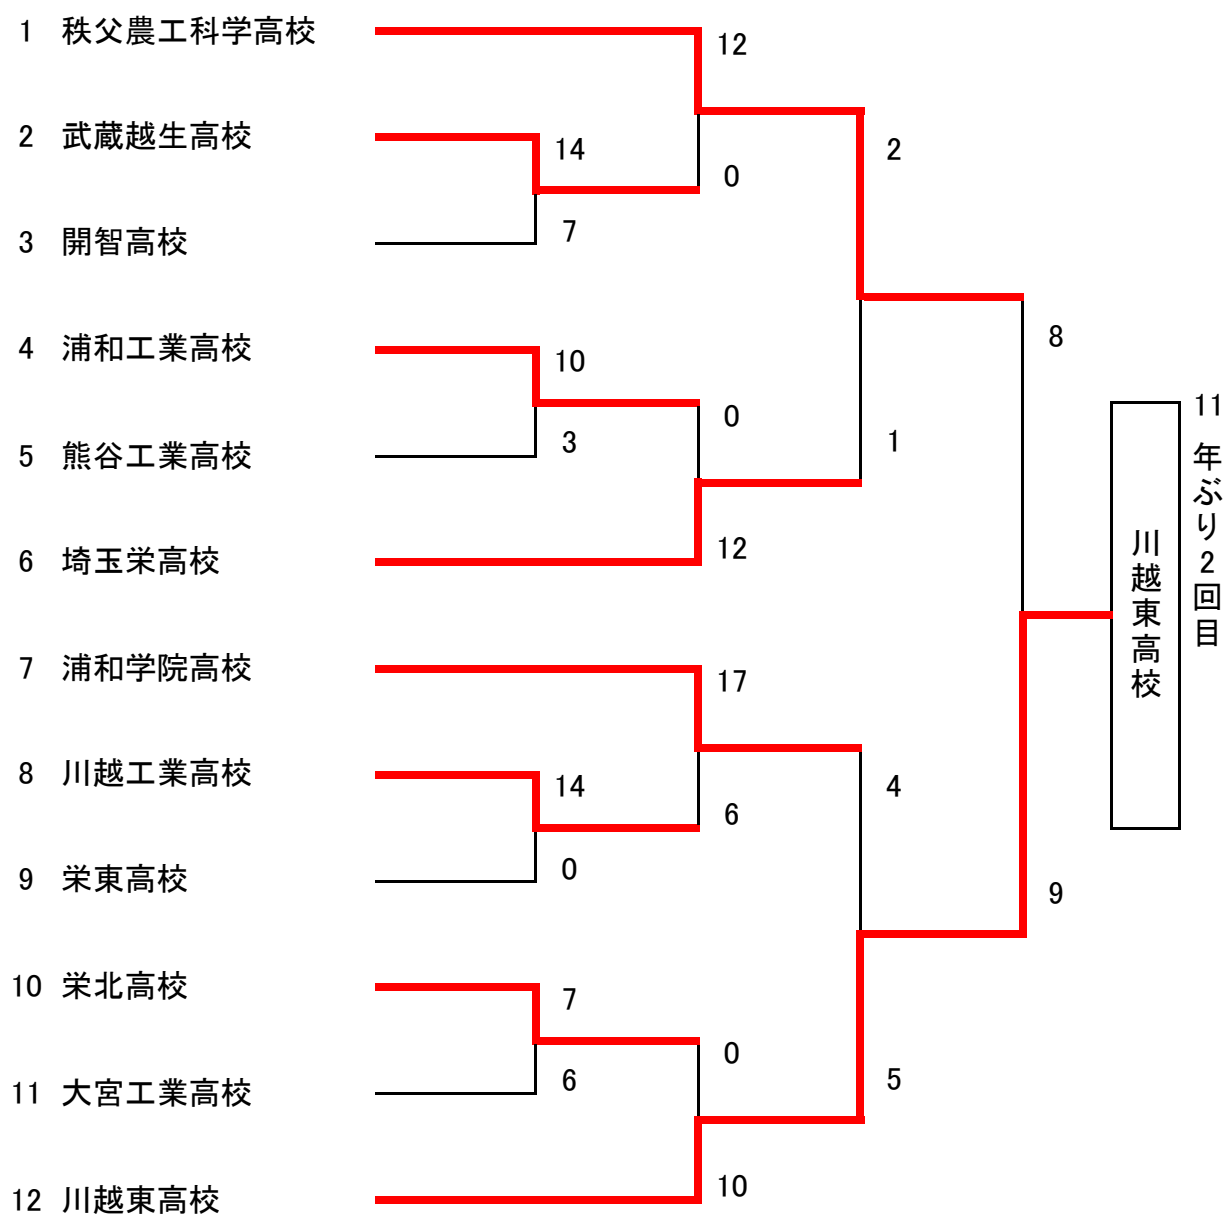 1 秩父農工科学高校
12
2 武蔵越生高校
14
2
0
7
3 開智高校
8
4 浦和工業高校
10
0
3
1
5 熊谷工業高校
12
6 埼玉栄高校
7 浦和学院高校
17
8 川越工業高校
14
4
6
0
9 栄東高校
9
10 栄北高校
7
0
6
5
11 大宮工業高校
10
12 川越東高校
川越東高校
11年ぶり2回目